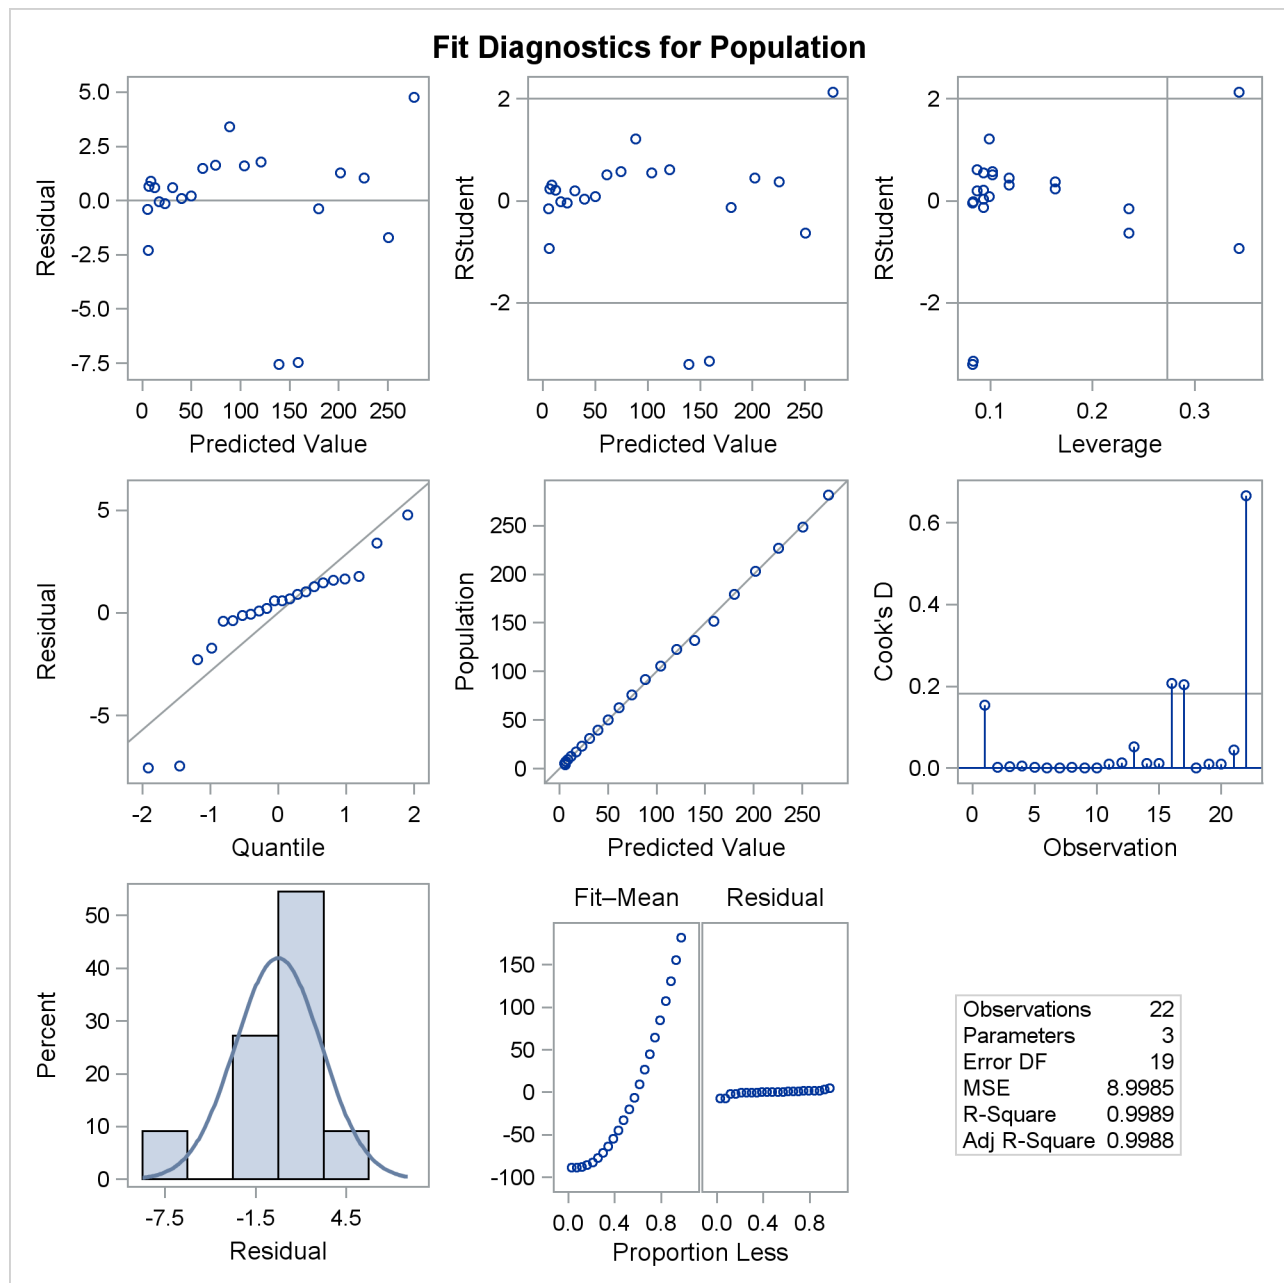 Fit Diagnostics for Population
Residual
5.0
2.5
0.0
-2.5
-5.0
-7.5
0 50 100 150 200 250
Predicted Value
RStudent
2
0
-2
0 50 100 150 200 250
Predicted Value
RStudent
2
0
-2
0.1 0.2 0.3
Leverage
Residual
5
0
-5
-2 -1 0 1 2
Quantile
Population
250
200
150
100
50
0
0 50 100 150 200 250
Predicted Value
Cook's D
0.6
0.4
0.2
0.0
0 5 10 15 20
Observation
Percent
50
40
30
20
10
0
-7.5 -1.5 4.5
Residual
Fit–Mean Residual
150
100
50
0
-50
-100
0.0 0.4 0.8 0.0 0.4 0.8
Proportion Less
Observations 22
Parameters 3
Error DF 19
MSE 8.9985
R-Square 0.9989
Adj R-Square 0.9988